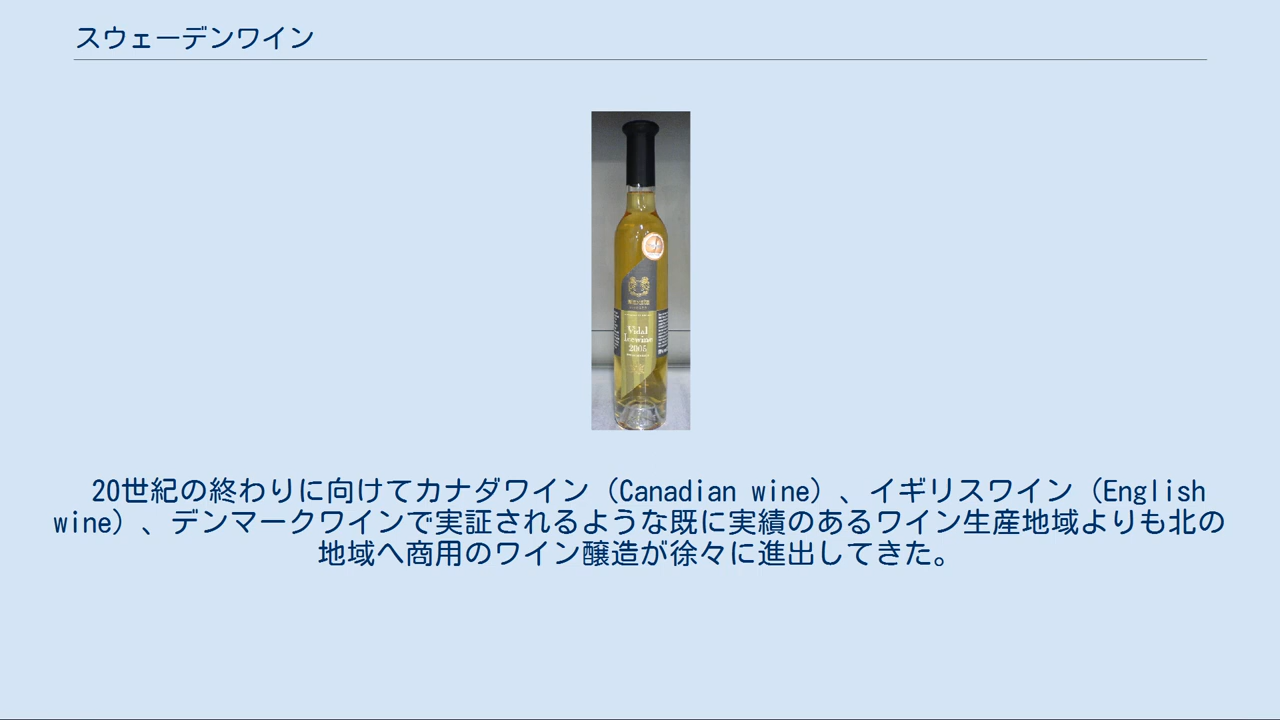 スウェーデンワイン
Vidal
Icewine
2005
20世紀の終わりに向けてカナダワイン（Canadian wine）、イギリスワイン（English
wine）、デンマークワインで実証されるような既に実績のあるワイン生産地域よりも北の
地域へ商用のワイン醸造が徐々に進出してきた。